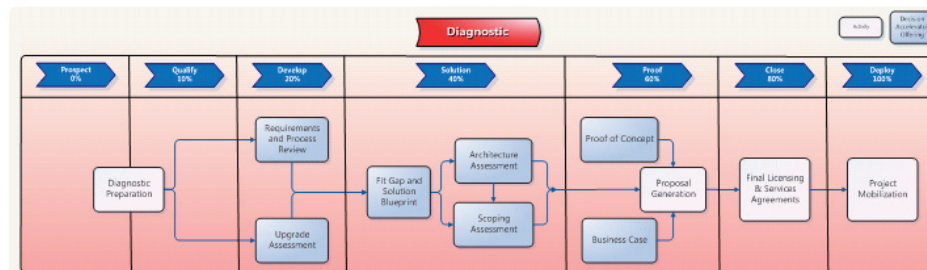 Diagnostic
Activity
Decision
Accelerator
Offering
Prospect
0%
Qualify
10%
Develop
20%
Solution
40%
Proof
60%
Close
80%
Deploy
100%
Diagnostic
Preparation
Requirements
and Process
Review
Upgrade
Assessment
Fit Gap and
Solution
Blueprint
Architecture
Assessment
Scoping
Assessment
Proof of Concept
Proposal
Generation
Business Case
Final Licensing
& Services
Agreements
Project
Mobilization